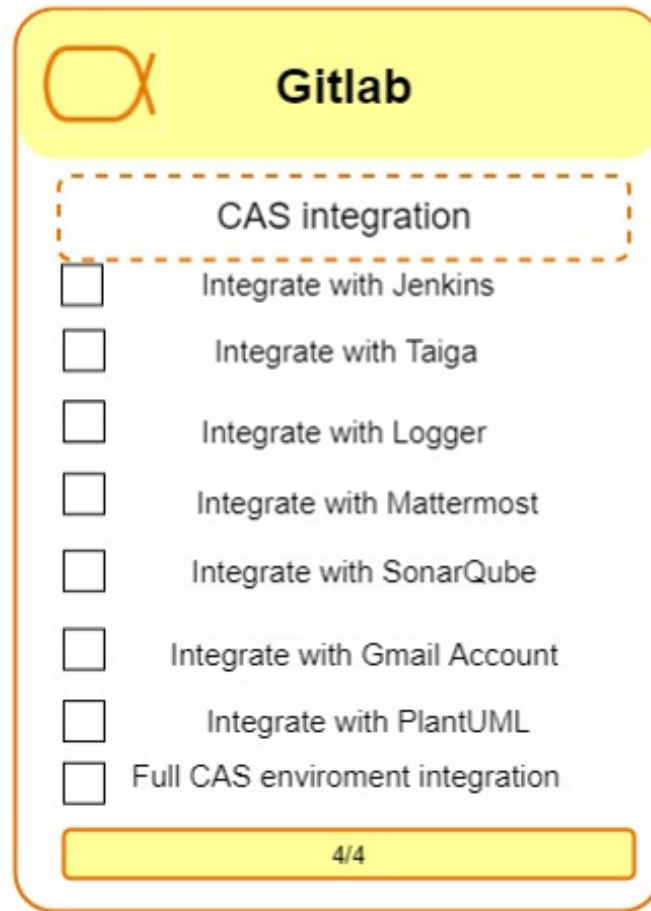 Gitlab
CAS integration
Integrate with Jenkins
Integrate with Taiga
Integrate with Logger
Integrate with Mattermost
Integrate with SonarQube
Integrate with Gmail Account
Integrate with PlantUML
Full CAS enviroment integration
4/4